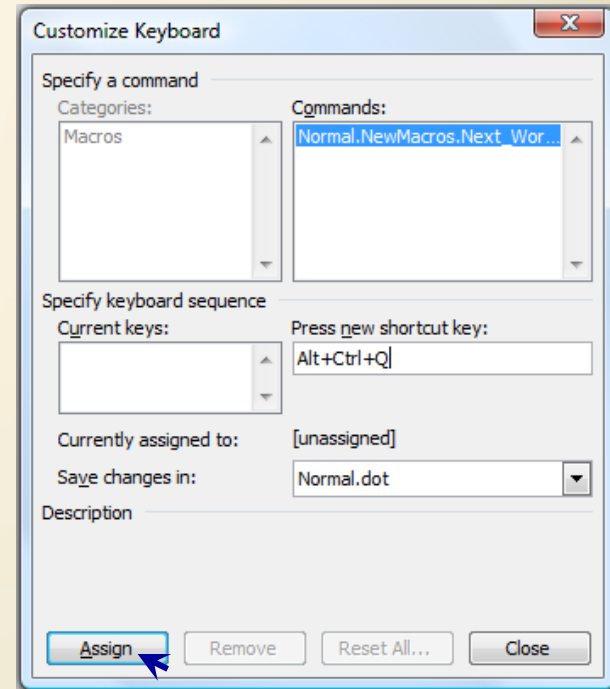 Customize Keyboard
Specify a command
Categories: Commands:
Macros Normal.NewMacros.Next_Wor...
Specify keyboard sequence
Current keys: Press new shortcut key:
Alt+Ctrl+Q
Currently assigned to: [unassigned]
Save changes in: Normal.dot
Description
Assign Remove Reset All... Close